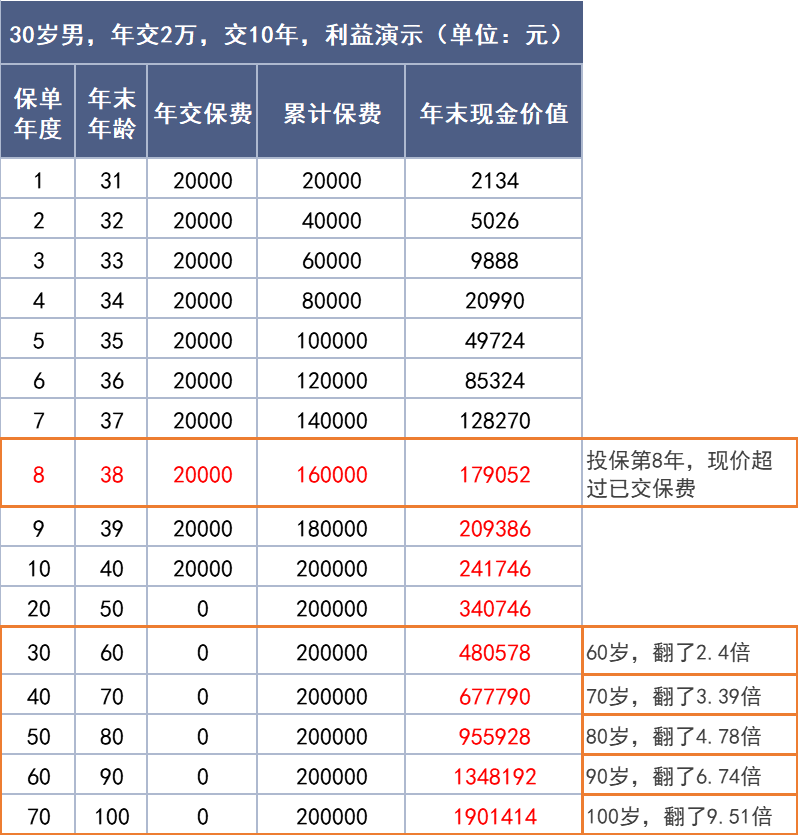 30岁男，年交2万，交10年，利益演示（单位：元）
保单年度 年末年龄 年交保费 累计保费 年末现金价值
1 31 20000 20000 2134
2 32 20000 40000 5026
3 33 20000 60000 9888
4 34 20000 80000 20990
5 35 20000 100000 49724
6 36 20000 120000 85324
7 37 20000 140000 128270
8 38 20000 160000 179052 投保第8年，现价超过已交保费
9 39 20000 180000 209386
10 40 20000 200000 241746
20 50 0 200000 340746
30 60 0 200000 480578 60岁，翻了2.4倍
40 70 0 200000 677790 70岁，翻了3.39倍
50 80 0 200000 955928 80岁，翻了4.78倍
60 90 0 200000 1348192 90岁，翻了6.74倍
70 100 0 200000 1901414 100岁，翻了9.51倍